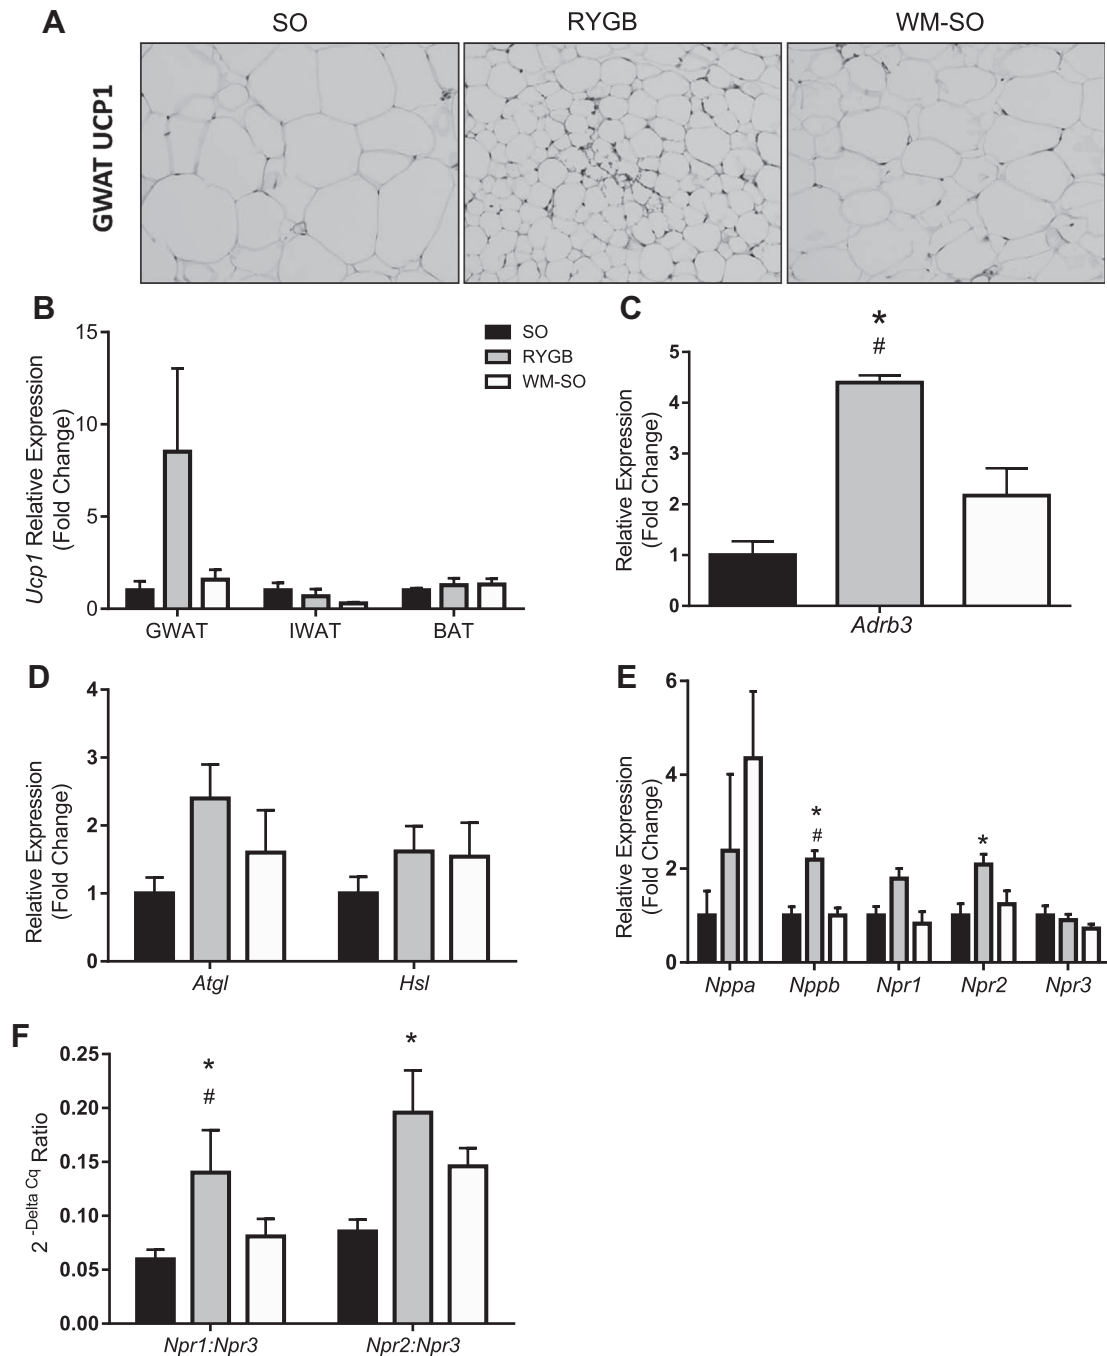 A
SO
RYGB
WM-SO
GWAT UCP1
B
Ucp1 Relative Expression
(Fold Change)
15
10
5
0
GWAT
IWAT
BAT
SO
RYGB
WM-SO
C
Relative Expression
(Fold Change)
5
4
3
2
1
0
*
#
Adrb3
D
Relative Expression
(Fold Change)
4
3
2
1
0
Atgl
Hsl
E
Relative Expression
(Fold Change)
6
4
2
0
*
#
*
Nppa
Nppb
Npr1
Npr2
Npr3
F
2 -Delta Cq Ratio
0.25
0.20
0.15
0.10
0.05
0.00
*
#
*
Npr1:Npr3
Npr2:Npr3